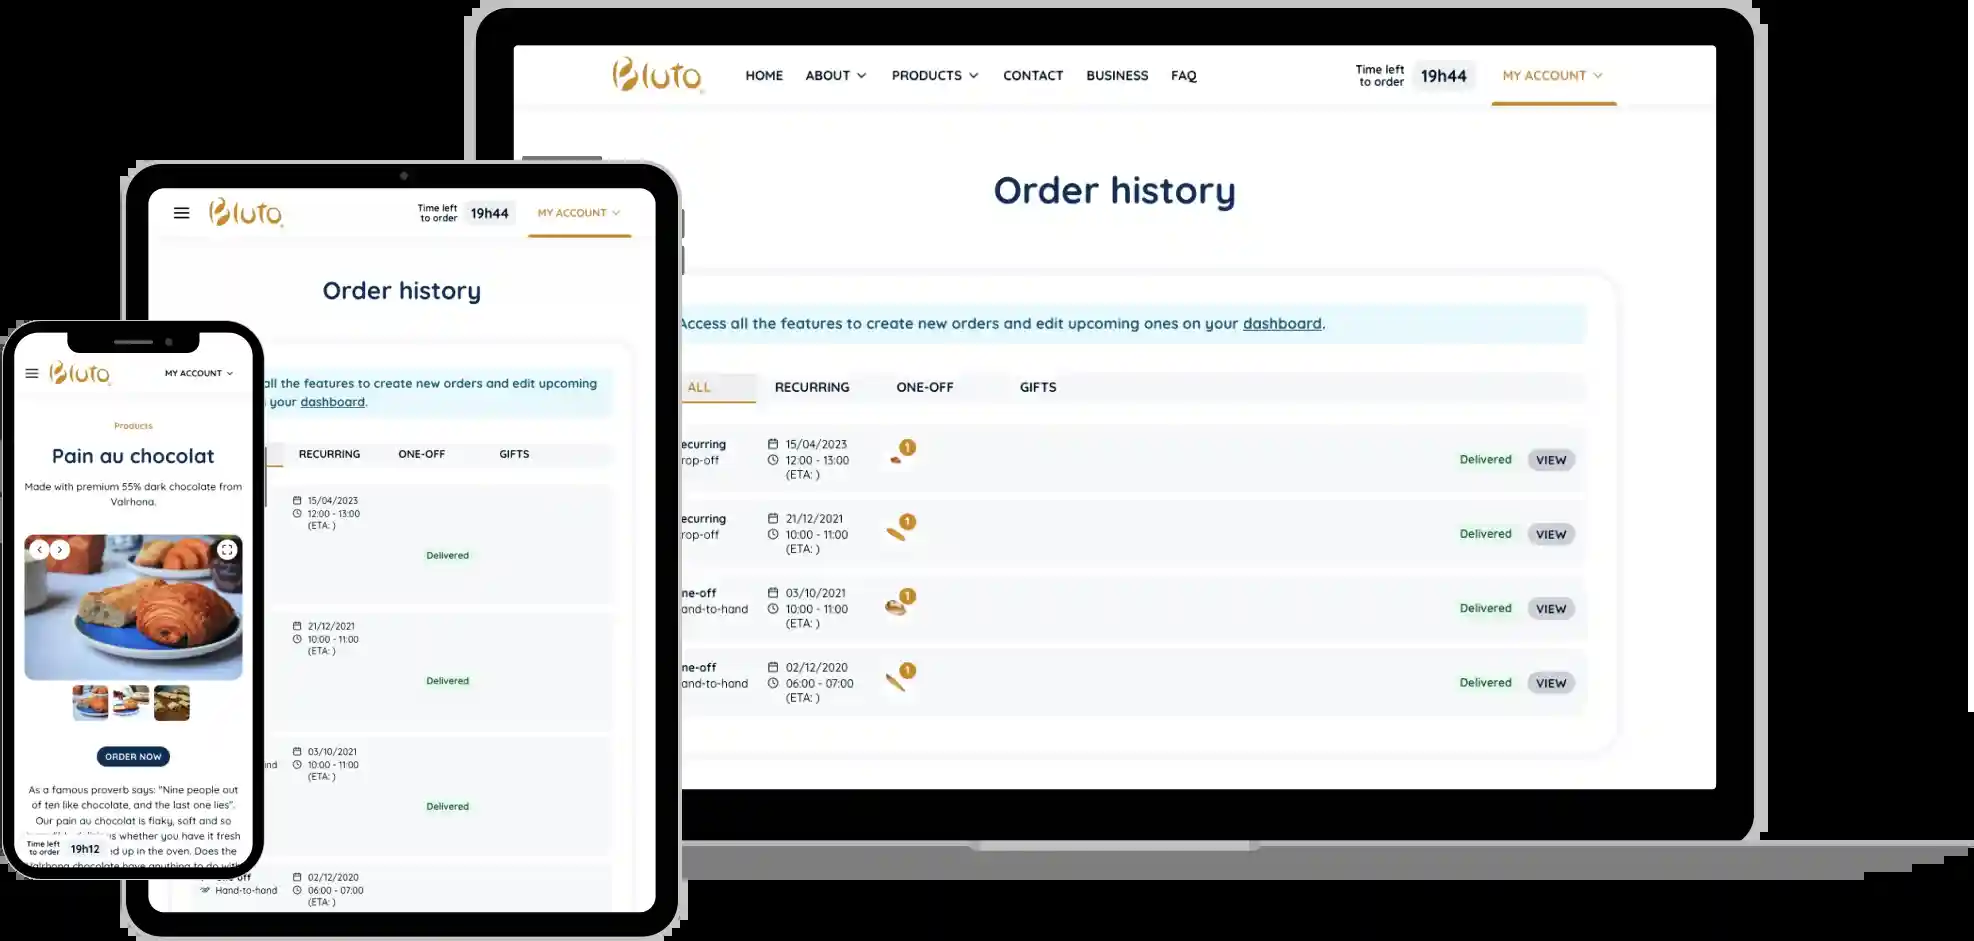 Bluto
HOME ABOUT PRODUCTS CONTACT BUSINESS FAQ
Time left
to order
19h44
MY ACCOUNT
Order history
Access all the features to create new orders and edit upcoming ones on your dashboard.
ALL RECURRING ONE-OFF GIFTS
ecurring
rop-off
15/04/2023
12:00 - 13:00
(ETA: )
1
Delivered
VIEW
ecurring
rop-off
21/12/2021
10:00 - 11:00
(ETA: )
1
Delivered
VIEW
ne-off
and-to-hand
03/10/2021
10:00 - 11:00
(ETA: )
1
Delivered
VIEW
ne-off
and-to-hand
02/12/2020
06:00 - 07:00
(ETA: )
1
Delivered
VIEW
Bluto
Time left
to order
19h44
MY ACCOUNT
Order history
all the features to create new orders and edit upcoming
your dashboard.
RECURRING ONE-OFF GIFTS
15/04/2023
12:00 - 13:00
(ETA: )
Delivered
21/12/2021
10:00 - 11:00
(ETA: )
Delivered
nd
03/10/2021
10:00 - 11:00
(ETA: )
Delivered
Hand-to-hand
02/12/2020
06:00 - 07:00
(ETA: )
Bluto
MY ACCOUNT
Products
Pain au chocolat
Made with premium 55% dark chocolate from
Valrhona.
ORDER NOW
As a famous proverb says: "Nine people out
of ten like chocolate, and the last one lies".
Our pain au chocolat is flaky, soft and so
whether you have it fresh
ed up in the oven. Does the
Valrhona chocolate have anything to do with
Time left
to order
19h12